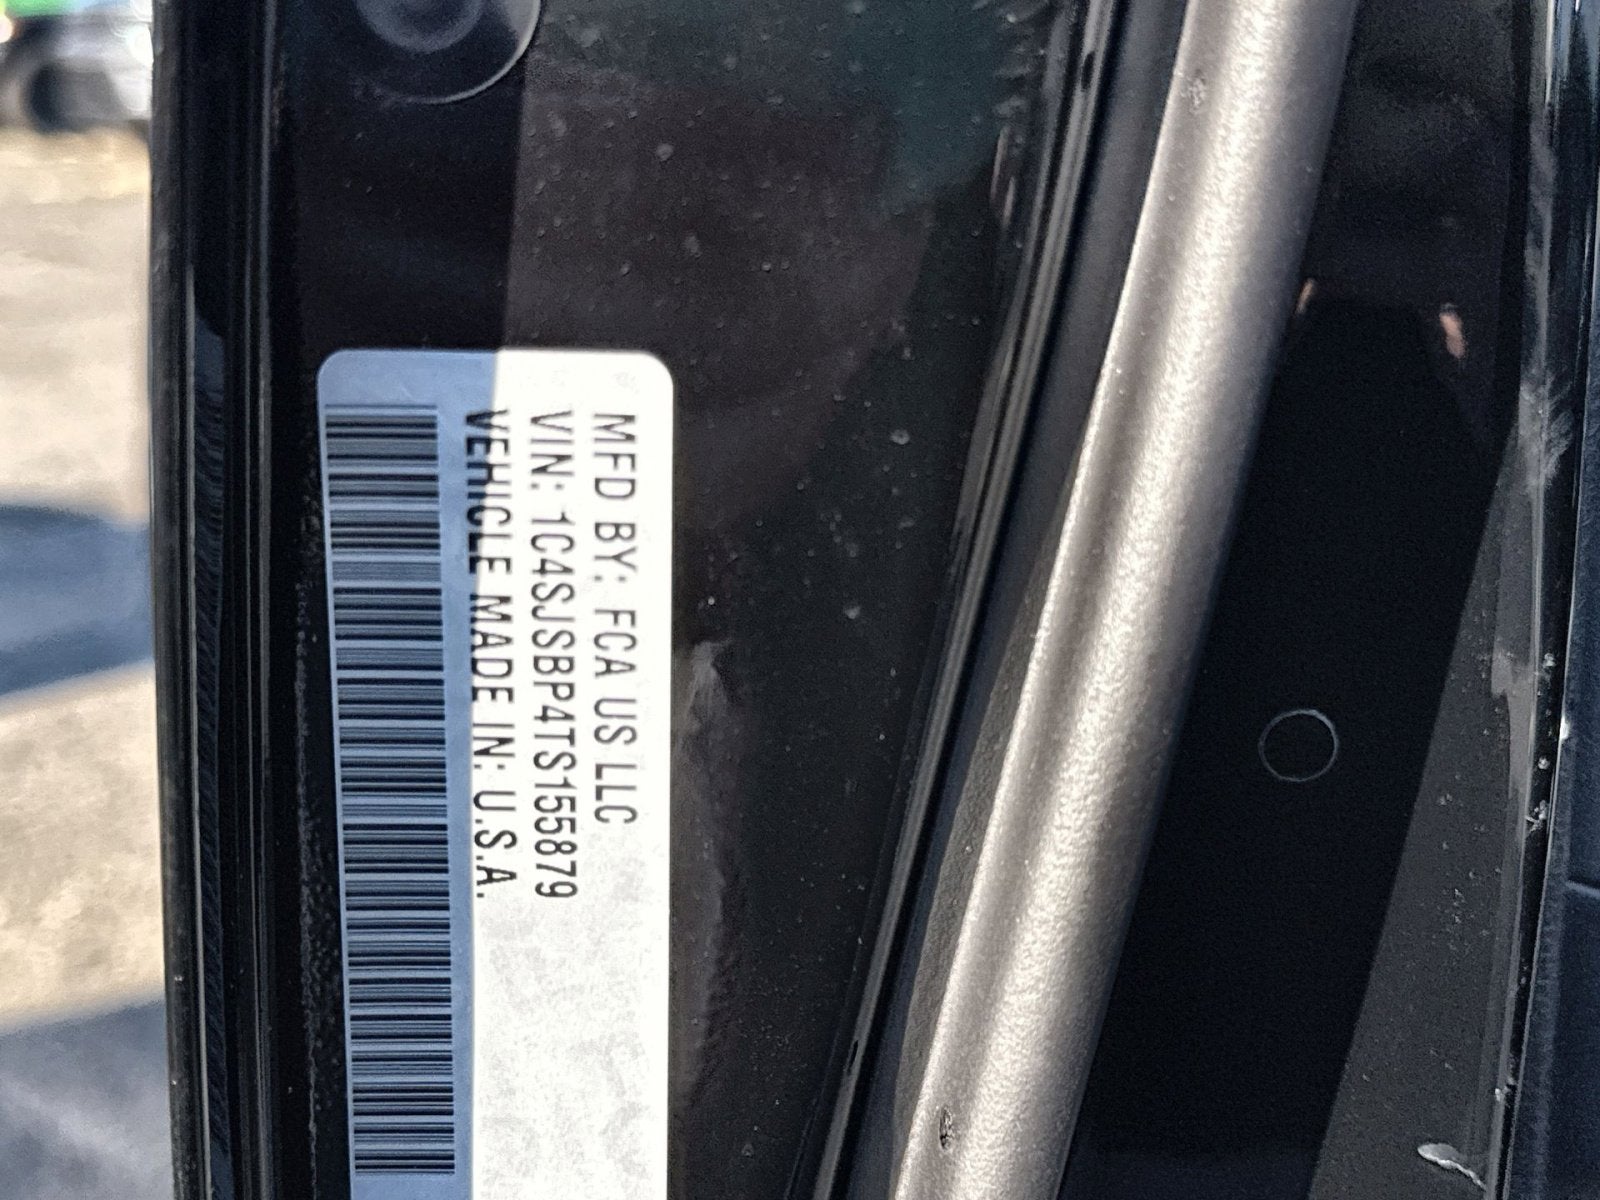 MFD BY: FCA US LLC
VIN: 1C4SJSBP4TS155879
VEHICLE MADE IN: U.S.A.